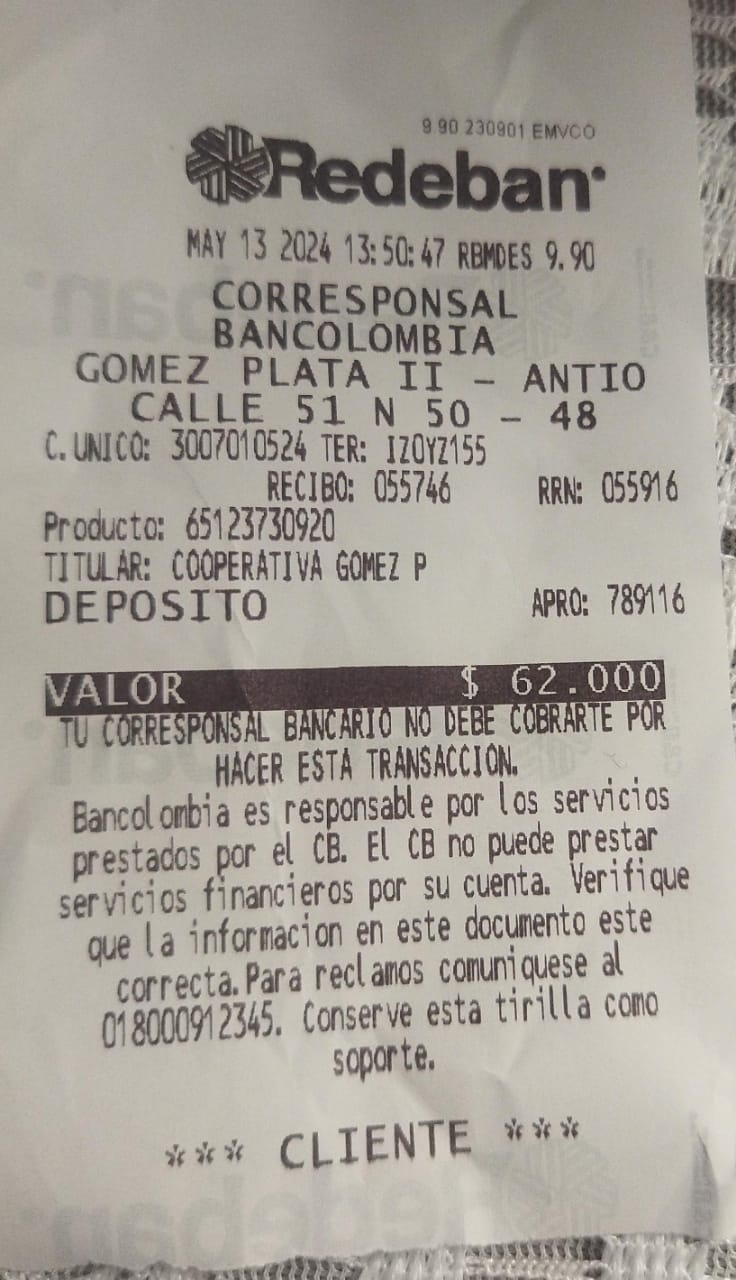 9.90 230901 EMVCO
Redeban
MAY 13 2024 13:50:47 RBMDES 9.90
CORRESPONSAL
BANCOLOMBIA
GOMEZ PLATA II - ANTIO
CALLE 51 N 50 - 48
C.UNICO: 3007010524 TER: IZOYZ155
RECIBO: 055746 RRN: 055916
Producto: 65123730920
TITULAR: COOPERATIVA GOMEZ P
DEPOSITO APRO: 789116
VALOR $ 62.000
TU CORRESPONSAL BANCARIO NO DEBE COBRARTE POR
HACER ESTA TRANSACCION.
Bancolombia es responsable por los servicios
prestados por el CB. El CB no puede prestar
servicios financieros por su cuenta. Verifique
que la informacion en este documento este
correcta.Para reclamos comuniquese al
018000912345. Conserve esta tirilla como
soporte.
*** CLIENTE ***